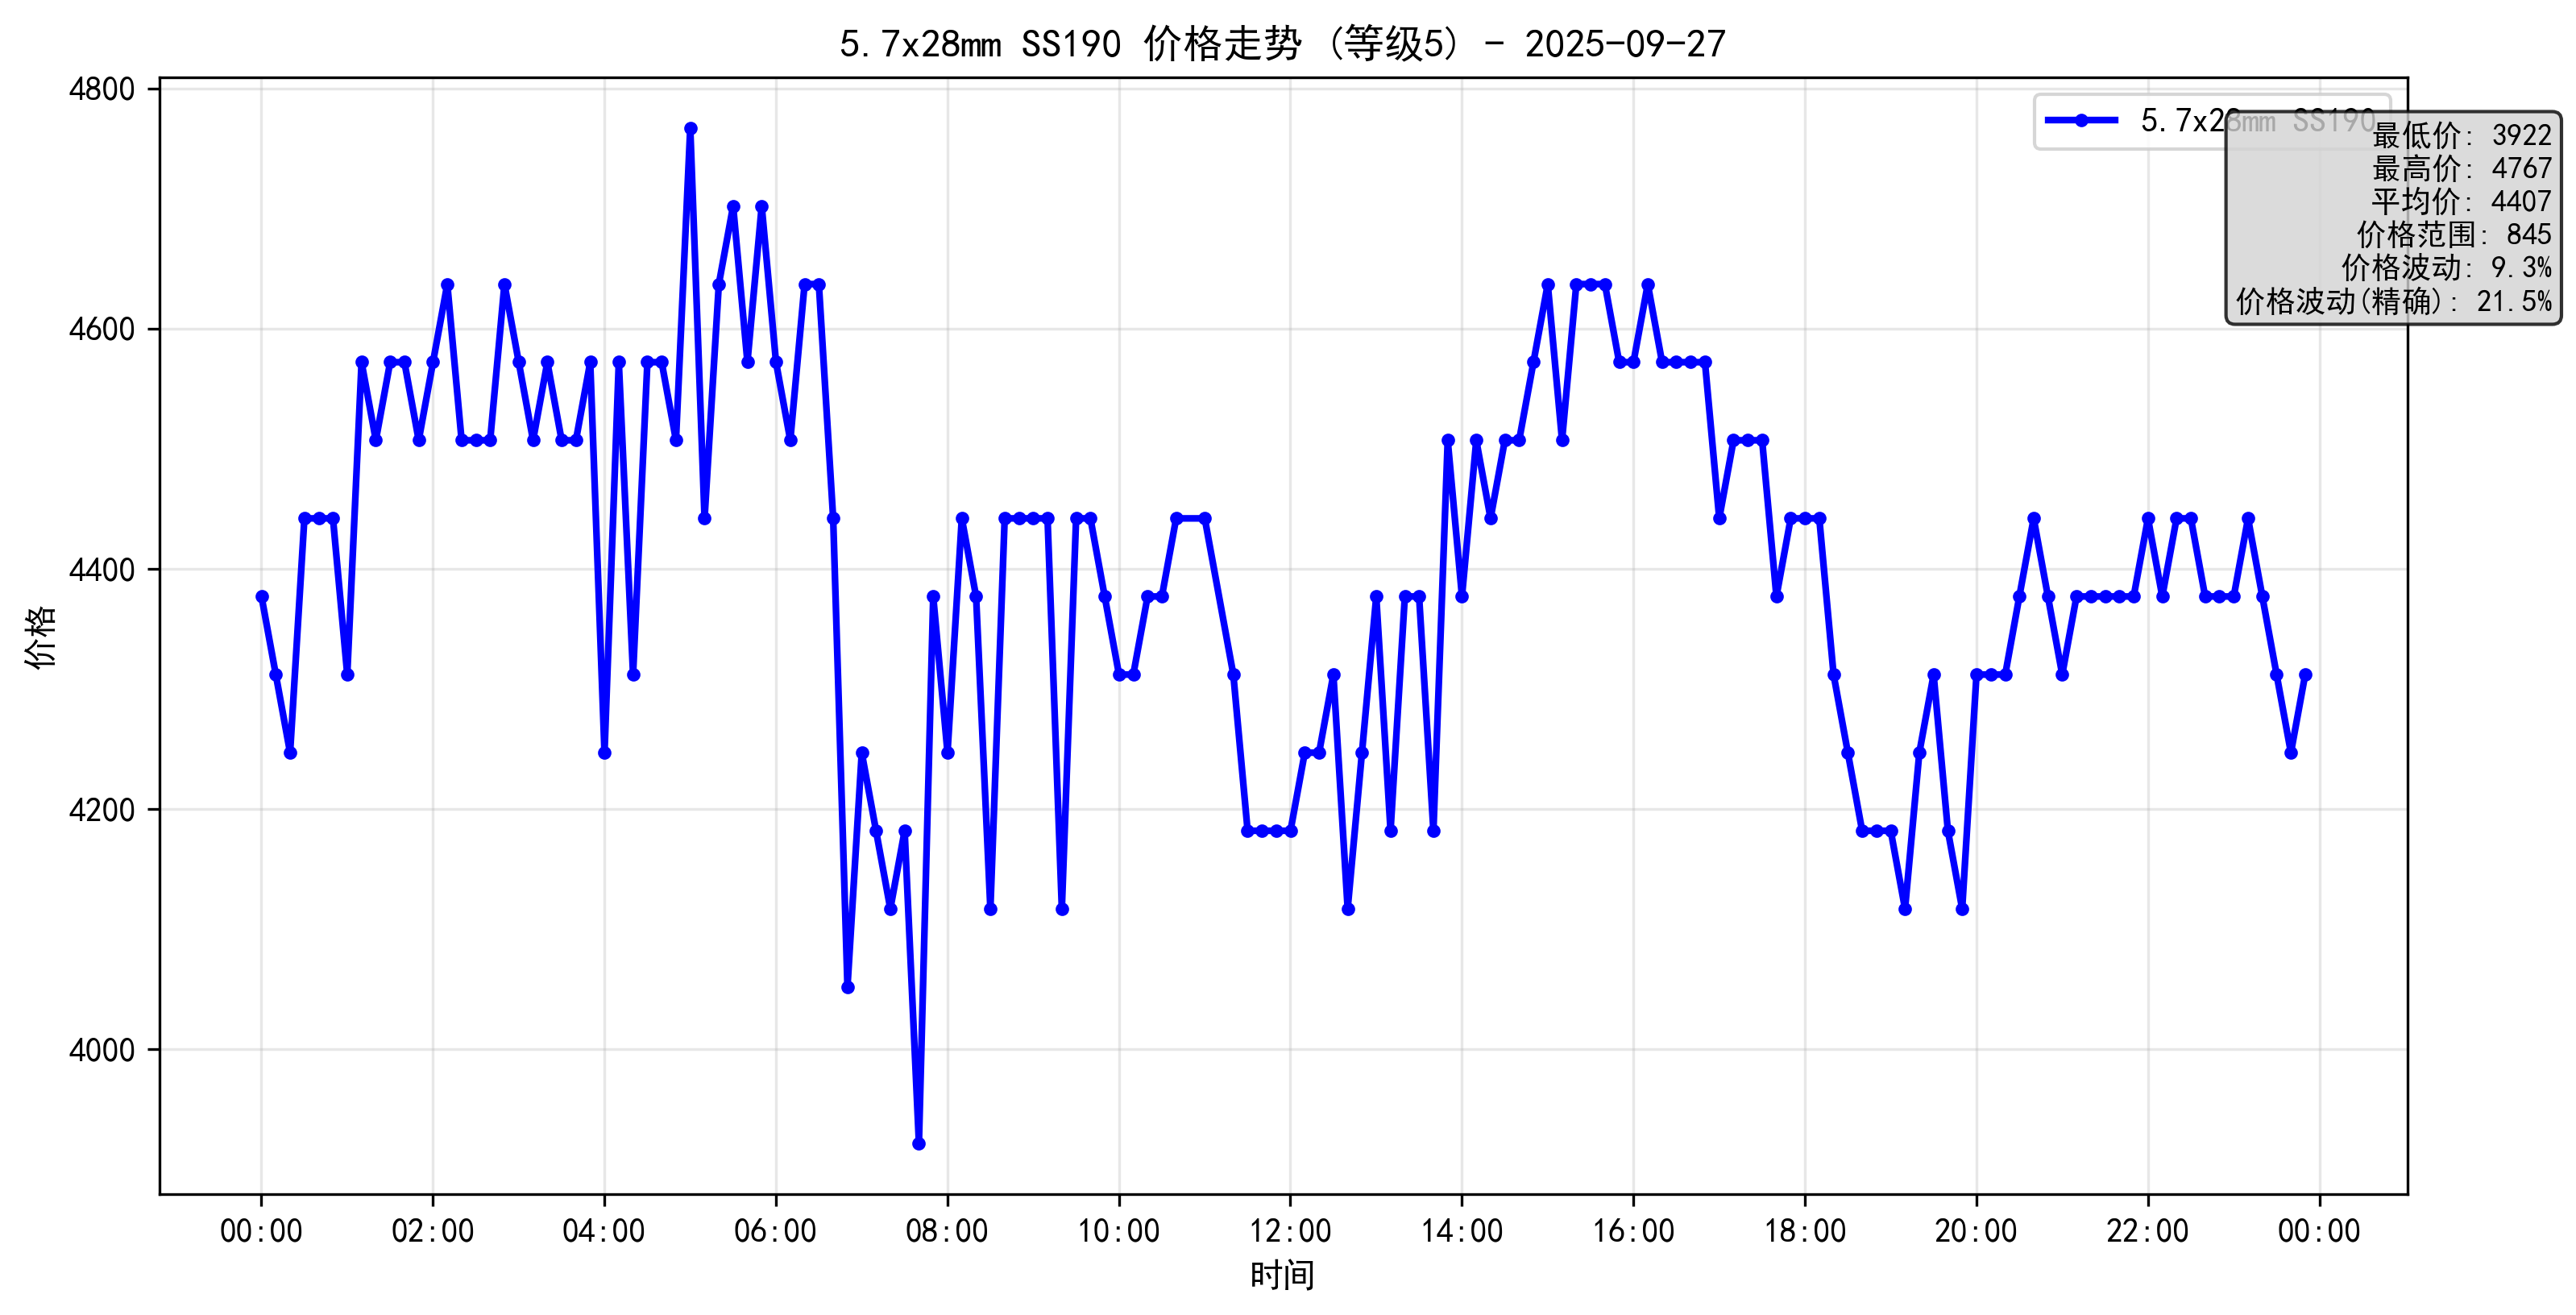 5.7x28mm SS190 价格走势 (等级5) - 2025-09-27
5.7x28mm SS190
最低价: 3922
最高价: 4767
平均价: 4407
价格范围: 845
价格波动: 9.3%
价格波动(精确): 21.5%
价格
4800
4600
4400
4200
4000
00:00 02:00 04:00 06:00 08:00 10:00 12:00 14:00 16:00 18:00 20:00 22:00 00:00
时间